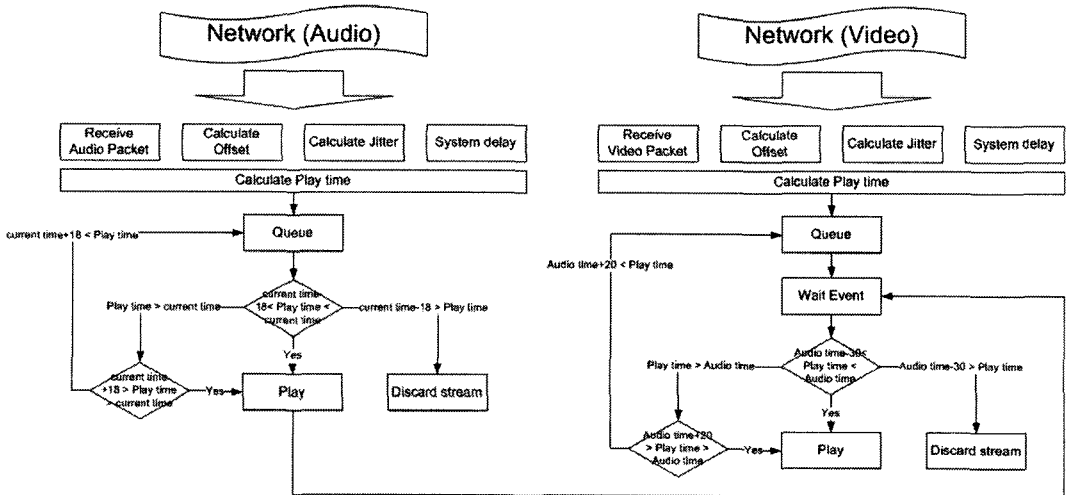 Network (Audio)
Receive
Audio Packet
Calculate
Offset
Calculate Jitter
System delay
Calculate Play time
Queue
current time+18 < Play time
current time-
18< Play time <
current time
Play time > current time
current time-18 > Play time
Yes
current time
+18 > Play time
> current time
Yes
Play
Discard stream
Network (Video)
Receive
Video Packet
Calculate
Offset
Calculate Jitter
System delay
Calculate Play time
Queue
Audio time+20 < Play time
Wait Event
Audio time-30<
Play time <
Audio time
Play time > Audio time
Audio time-30 > Play time
Yes
Audio time+20
> Play time >
Audio time
Yes
Play
Discard stream